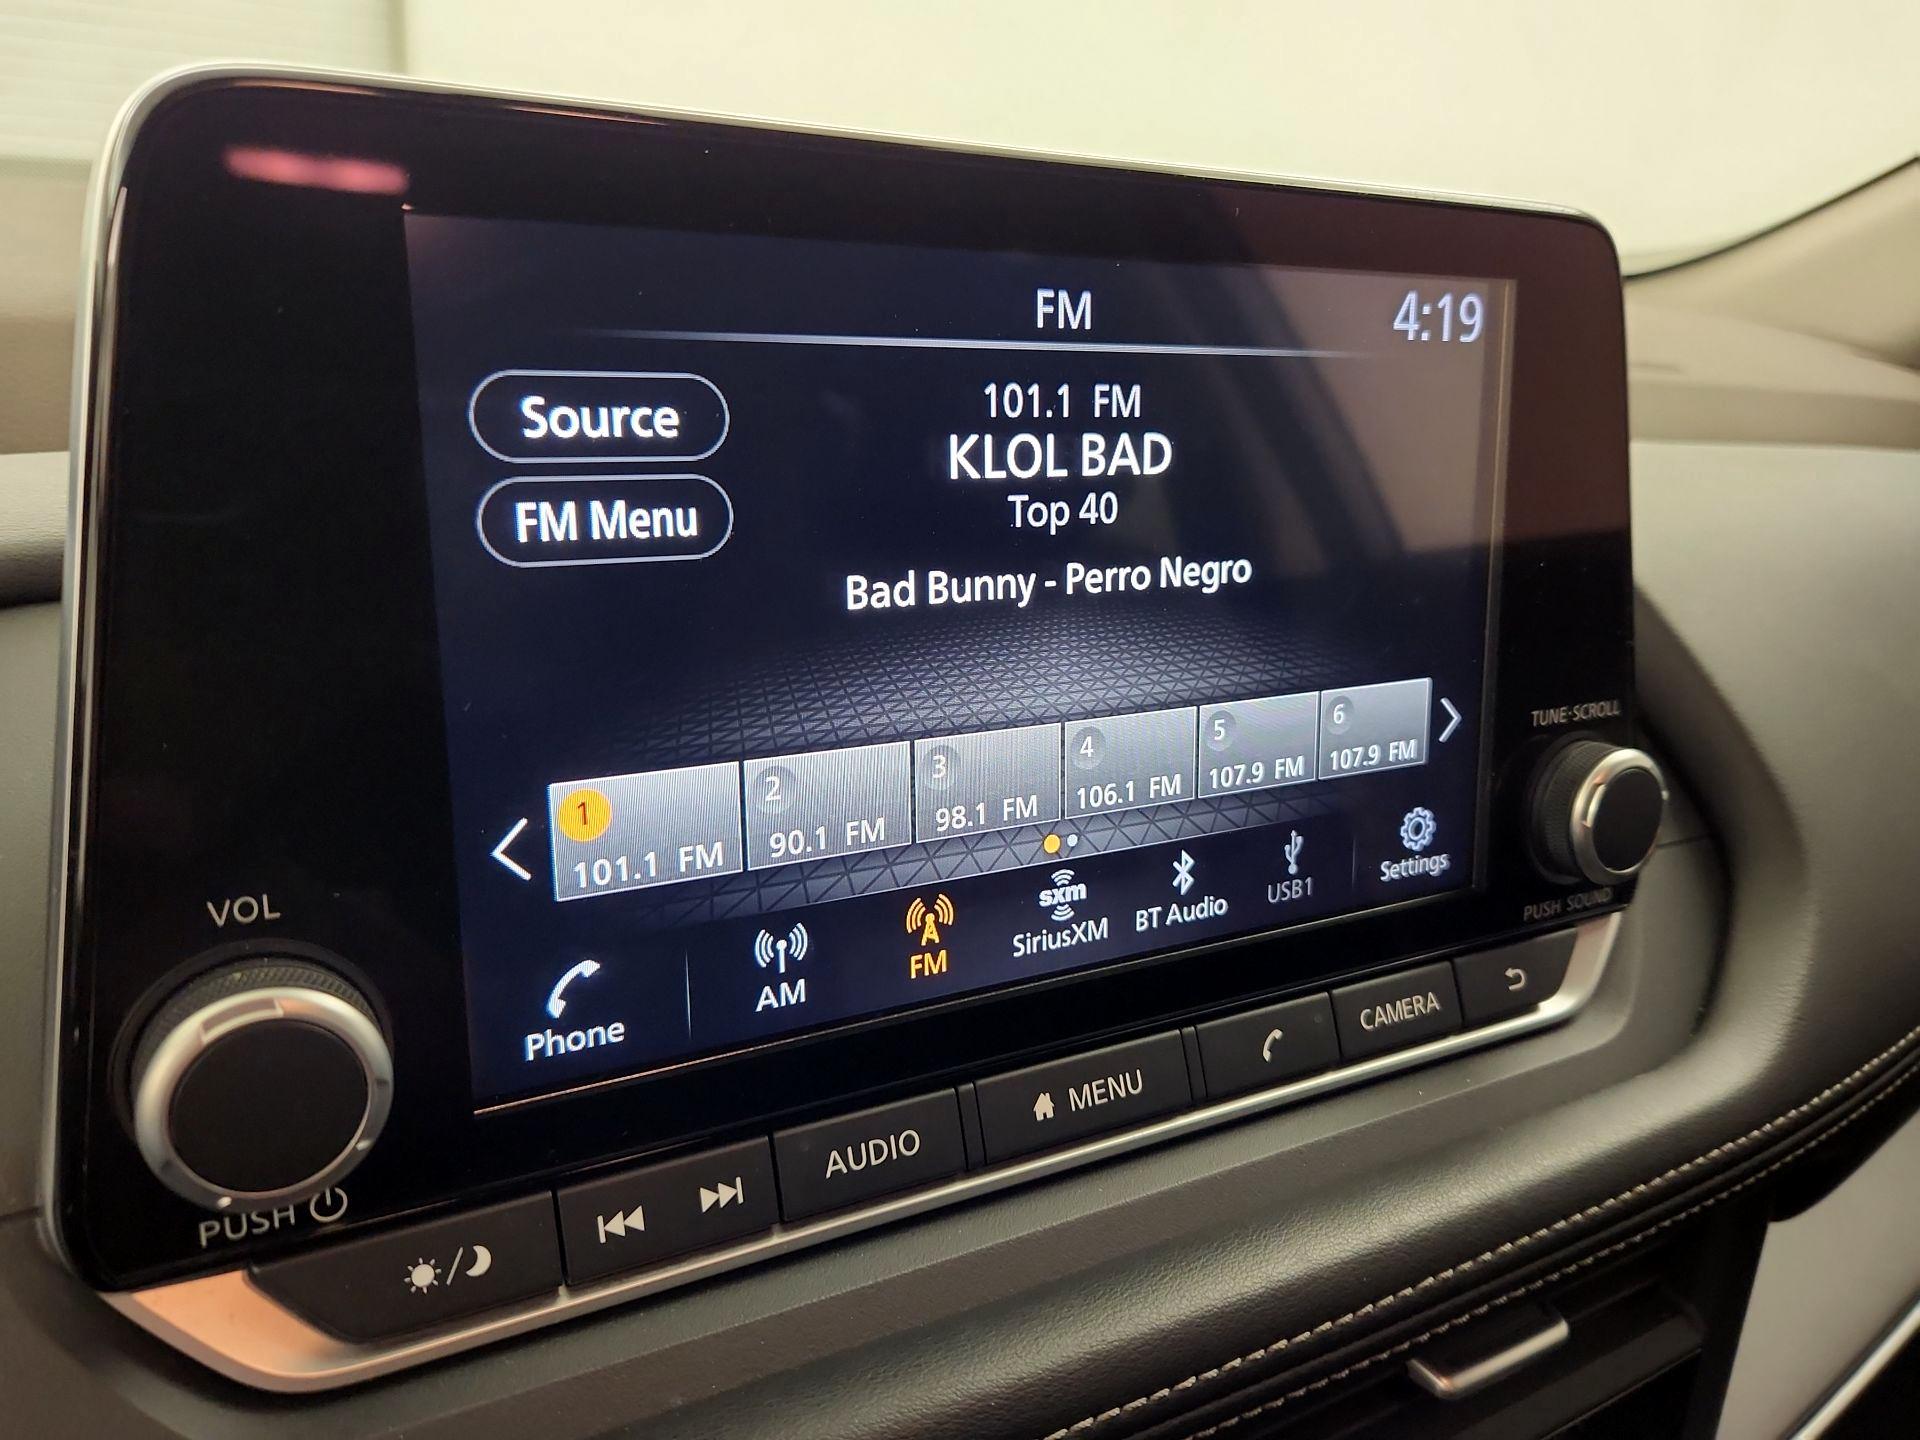 FM
4:19
Source
FM Menu
101.1 FM
KLOL BAD
Top 40
Bad Bunny - Perro Negro
1
101.1 FM
2
90.1 FM
3
98.1 FM
4
106.1 FM
5
107.9 FM
6
107.9 FM
Phone
AM
FM
sxm
SiriusXM
BT Audio
USB1
Settings
VOL
PUSH
TUNE·SCROLL
PUSH SOUND
AUDIO
MENU
CAMERA